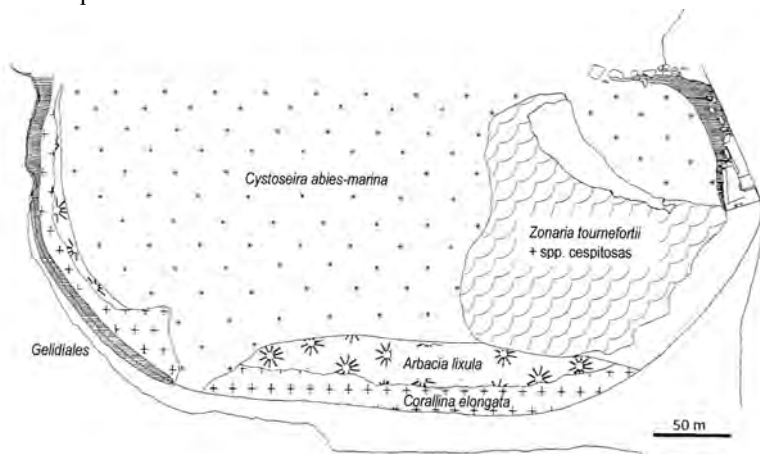 Cystoseira abies-marina
Zonaria tournefortii
+ spp. cespitosas
Gelidiales
Arbacia lixula
Corallina elongata
50 m